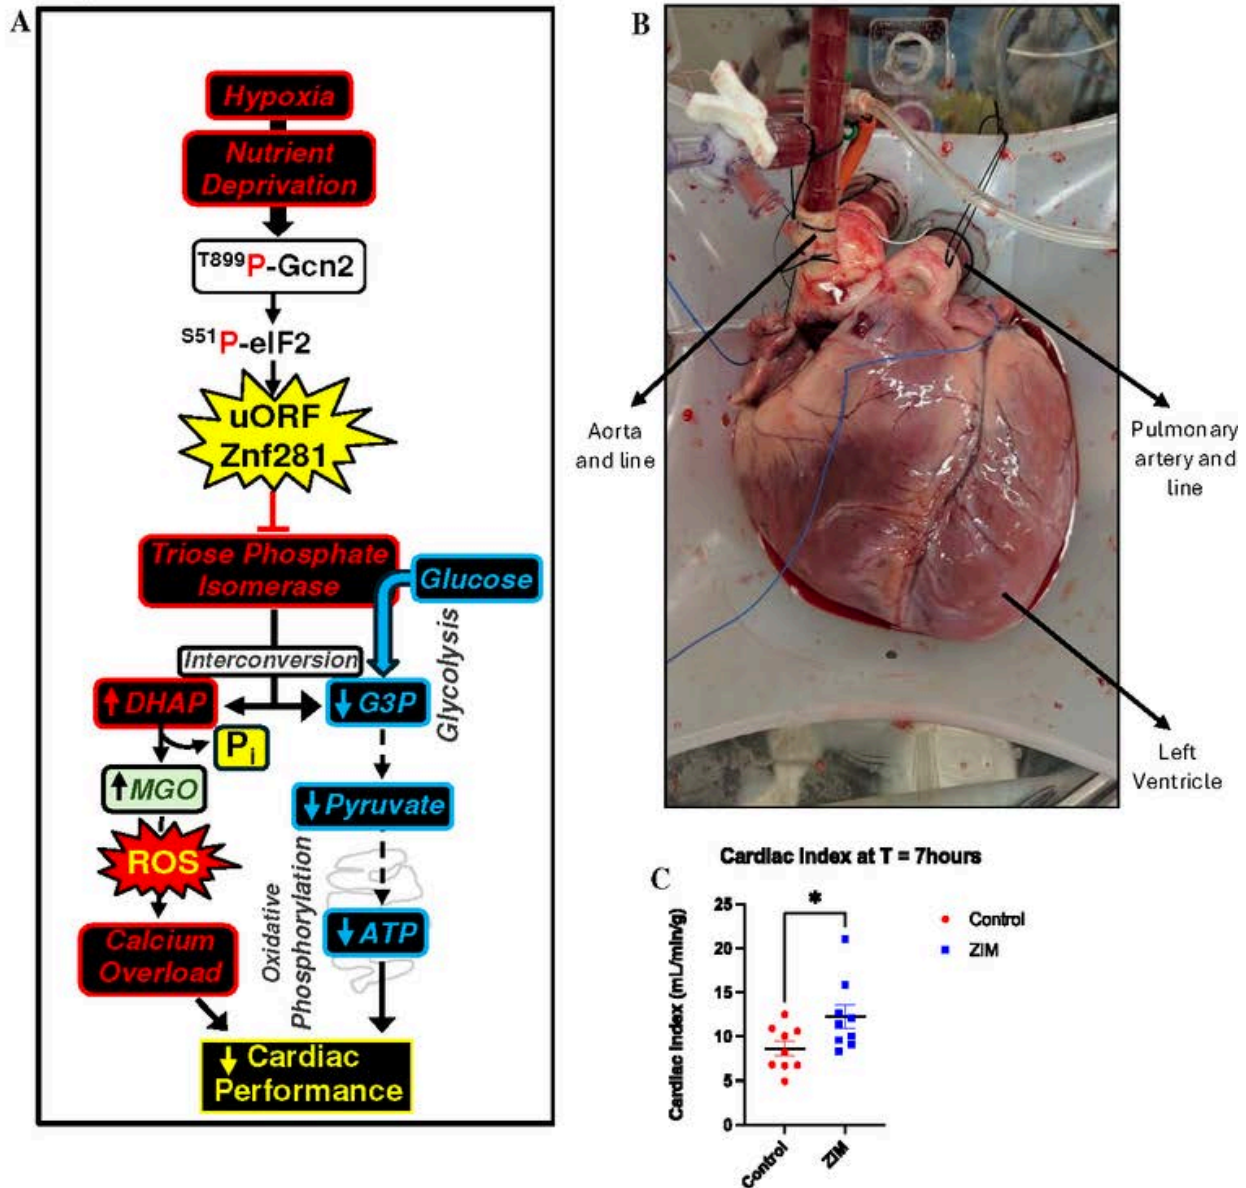 A
Hypoxia
Nutrient
Deprivation
T899P-Gcn2
S51P-eIF2
uORF
Znf281
Triose Phosphate
Isomerase
Glucose
Interconversion
Glycolysis
↑ DHAP
↓ G3P
Pi
↑ MGO
↓ Pyruvate
ROS
Oxidative
Phosphorylation
Calcium
Overload
↓ ATP
↓ Cardiac
Performance
B
Aorta
and line
Pulmonary
artery and
line
Left
Ventricle
C
Cardiac Index at T = 7hours
Cardiac Index (mL/min/g)
25
20
15
10
5
0
*
Control
ZIM
Control
ZIM